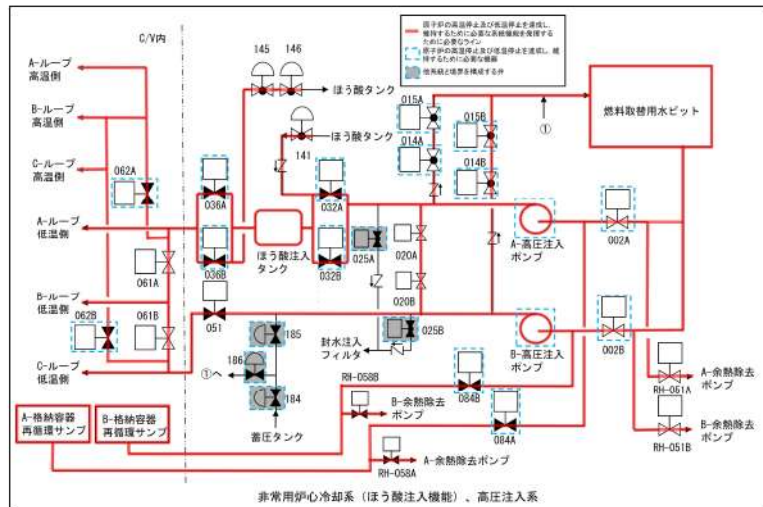 原子炉の高温停止及び低温停止を達成し、
維持するために必要な系統機能を発揮する
ために必要なライン
原子炉の高温停止及び低温停止を達成し、維
持するために必要な機器
他系統と境界を構成する弁
C/V内
145
146
A-ループ
高温側
ほう酸タンク
B-ループ
高温側
ほう酸タンク
141
015A
015B
①
燃料取替用水ピット
014A
014B
C-ループ
高温側
062A
036A
032A
A-ループ
低温側
ほう酸注入
タンク
025A
020A
A-高圧注入
ポンプ
002A
061A
036B
032B
B-ループ
低温側
061B
051
020B
062B
025B
002B
C-ループ
低温側
185
封水注入
フィルタ
B-高圧注入
ポンプ
186
①へ
184
RH-058B
084B
A-余熱除去
ポンプ
RH-061A
A-格納容器
再循環サンプ
B-格納容器
再循環サンプ
蓄圧タンク
B-余熱除去
ポンプ
084A
B-余熱除去
ポンプ
RH-051B
RH-058A
A-余熱除去ポンプ
非常用炉心冷却系(ほう酸注入機能)、高圧注入系